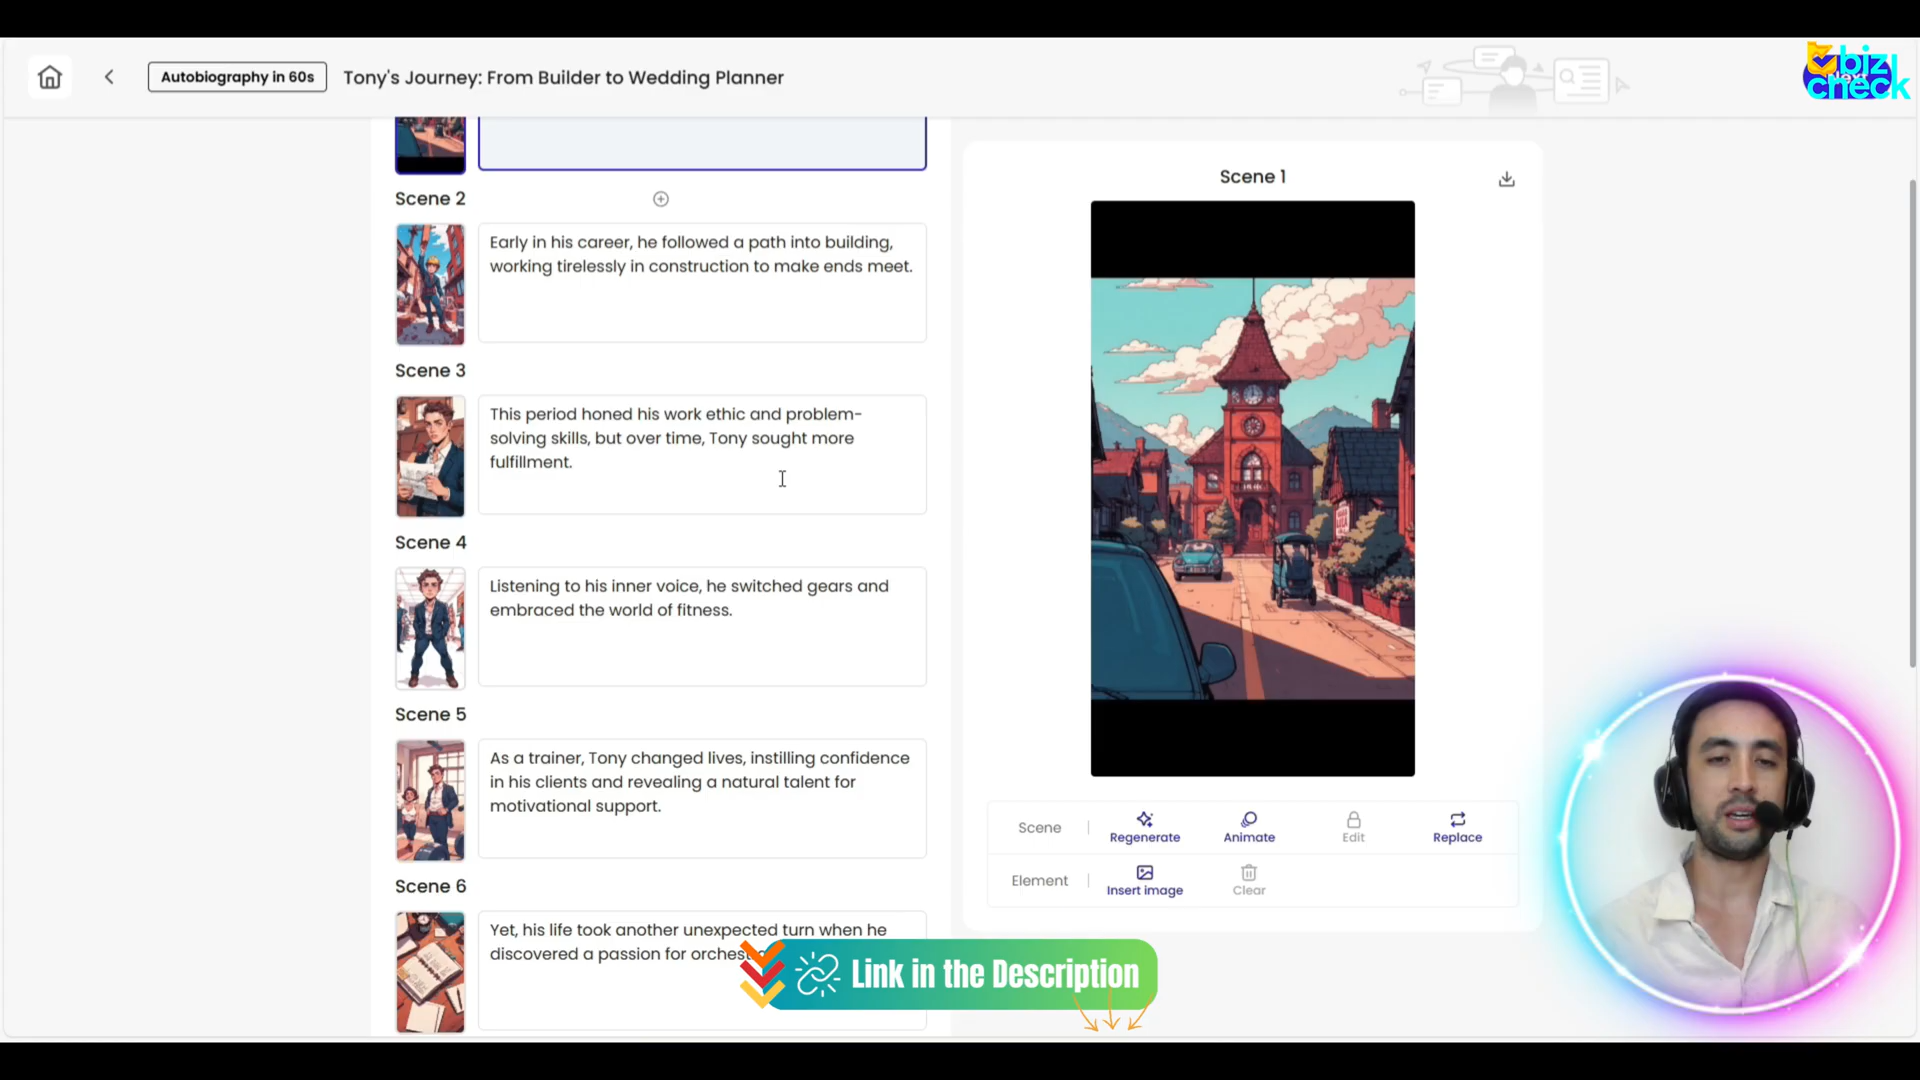 Autobiography in 60s
Tony's Journey: From Builder to Wedding Planner
biz
check
Scene 2
Early in his career, he followed a path into building,
working tirelessly in construction to make ends meet.
Scene 3
This period honed his work ethic and problem-
solving skills, but over time, Tony sought more
fulfillment.
Scene 4
Listening to his inner voice, he switched gears and
embraced the world of fitness.
Scene 5
As a trainer, Tony changed lives, instilling confidence
in his clients and revealing a natural talent for
motivational support.
Scene 6
Yet, his life took another unexpected turn when he
discovered a passion for
Scene 1
Scene
Regenerate
Animate
Edit
Replace
Element
Insert image
Clear
Link in the Description